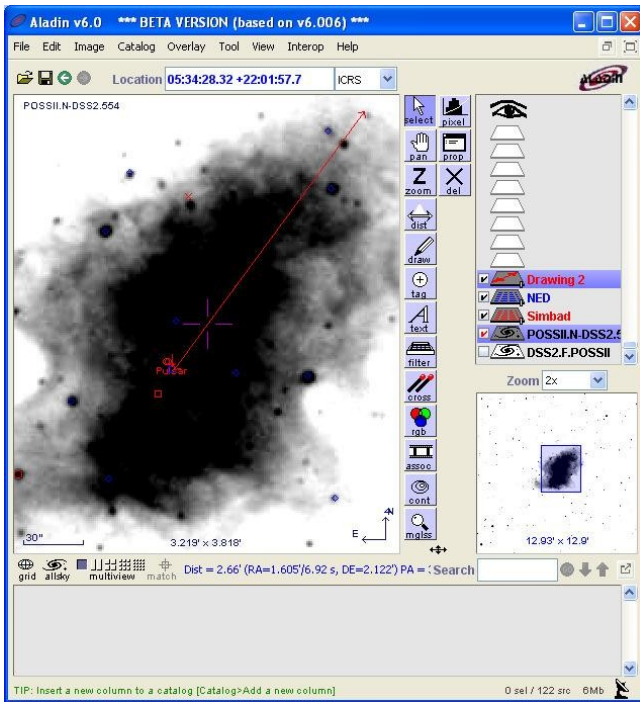 Aladin v6.0 *** BETA VERSION (based on v6.006) ***
File Edit Image Catalog Overlay Tool View Interop Help
Location 05:34:28.32 +22:01:57.7 ICRS
Aladin
POSSII.N-DSS2.554
select pixel
pan prop
zoom del
dist
draw
tag
text
filter
cross
rgb
assoc
cont
mglss
Pulsar
30"
3.219' x 3.818'
N
E
Drawing 2
NED
Simbad
POSSII.N-DSS2.5
DSS2.F.POSSII
Zoom 2x
12.93' x 12.9'
grid allsky multiview match Dist = 2.66' (RA=1.605'/6.92 s, DE=2.122') PA = Search
TIP: Insert a new column to a catalog [Catalog>Add a new column] 0 sel / 122 src 6Mb